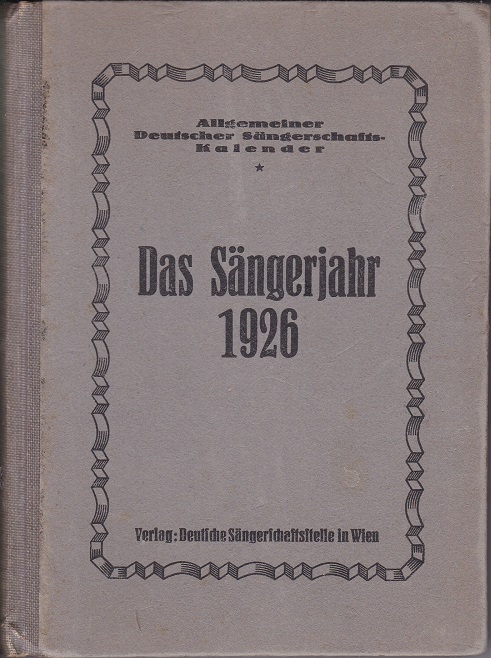 Allgemeiner
Deutscher Sängerschafts-
Kalender
Das Sängerjahr
1926
Verlag: Deutſche Sängerſchaftsſtelle in Wien